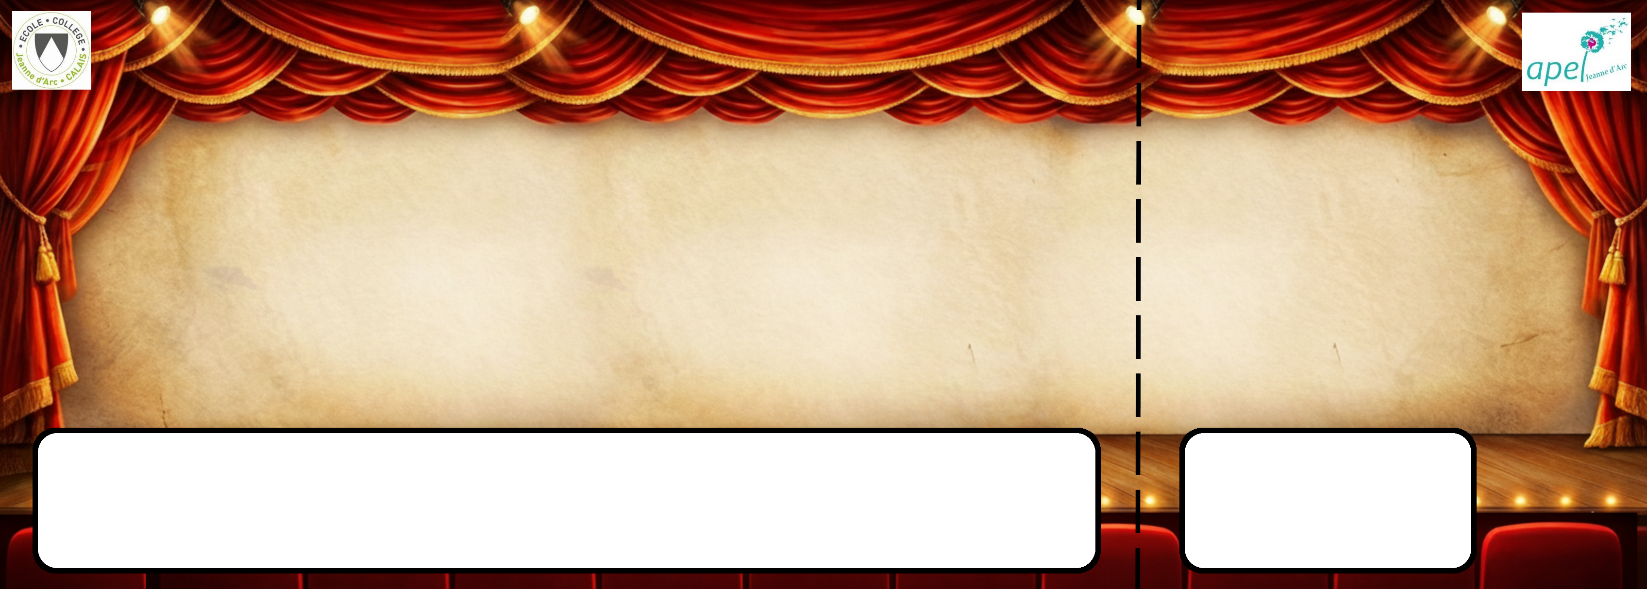 • ECOLE • COLLEGE •
Jeanne d'Arc • CALAIS
apel
Jeanne d'Arc